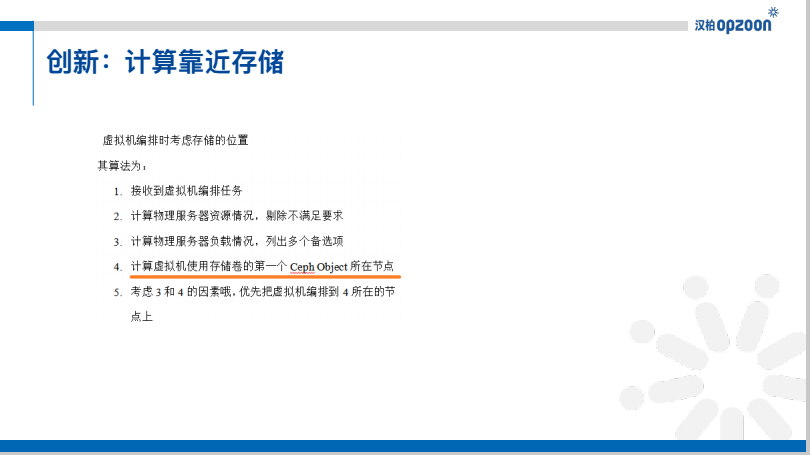 汉柏opzoon
创新：计算靠近存储
虚拟机编排时考虑存储的位置
其算法为：
1. 接收到虚拟机编排任务
2. 计算物理服务器资源情况，剔除不满足要求
3. 计算物理服务器负载情况，列出多个备选项
4. 计算虚拟机使用存储卷的第一个 Ceph Object 所在节点
5. 考虑 3 和 4 的因素哦，优先把虚拟机编排到 4 所在的节
点上